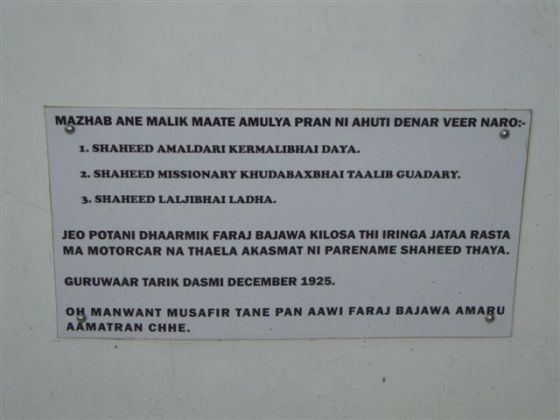 MAZHAB ANE MALIK MAATE AMULYA PRAN NI AHUTI DENAR VEER NARO:-
1. SHAHEED AMALDARI KERMALIBHAI DAYA.
2. SHAHEED MISSIONARY KHUDABAXBHAI TAALIB GUADARY.
3. SHAHEED LALJIBHAI LADHA.
JEO POTANI DHAARMIK FARAJ BAJAWA KILOSA THI IRINGA JATAA RASTA
MA MOTORCAR NA THAELA AKASMAT NI PARENAME SHAHEED THAYA.
GURUWAAR TARIK DASMI DECEMBER 1925.
OH MANWANT MUSAFIR TANE PAN AAWI FARAJ BAJAWA AMARU
AAMATRAN CHHE.